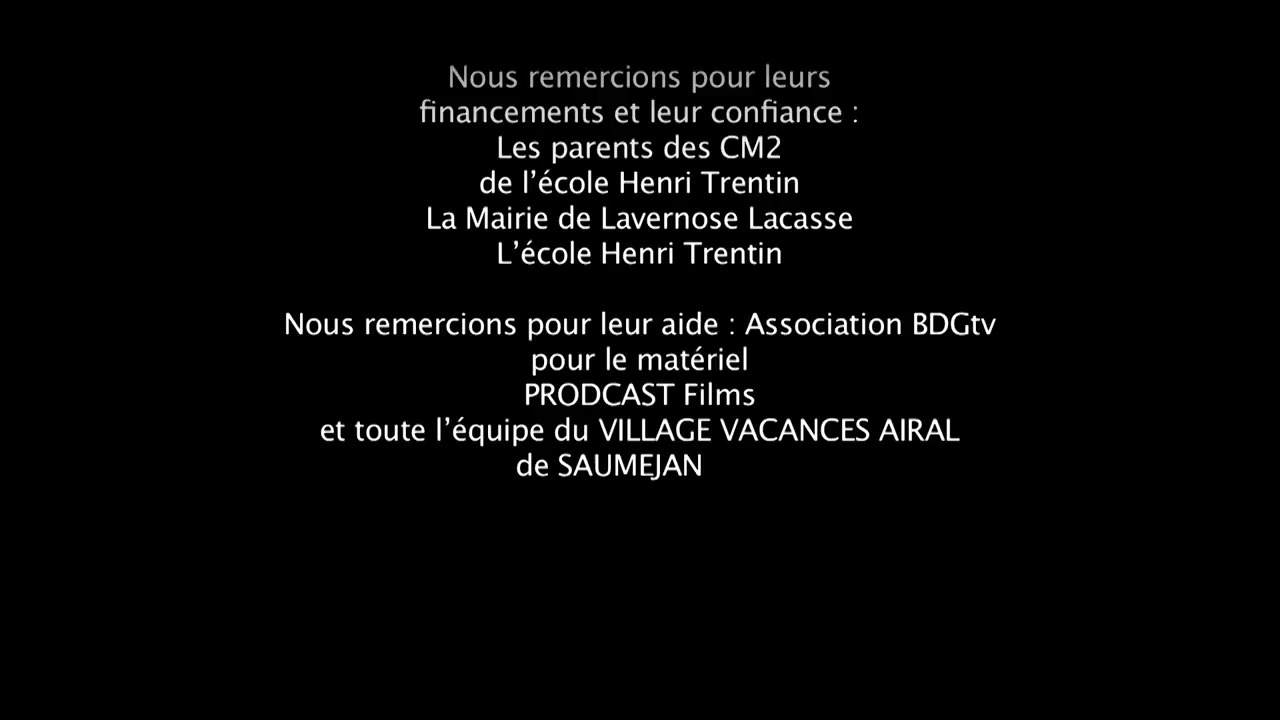 Nous remercions pour leurs
financements et leur confiance :
Les parents des CM2
de l’école Henri Trentin
La Mairie de Lavernose Lacasse
L’école Henri Trentin
Nous remercions pour leur aide : Association BDGtv
pour le matériel
PRODCAST Films
et toute l’équipe du VILLAGE VACANCES AIRAL
de SAUMEJAN